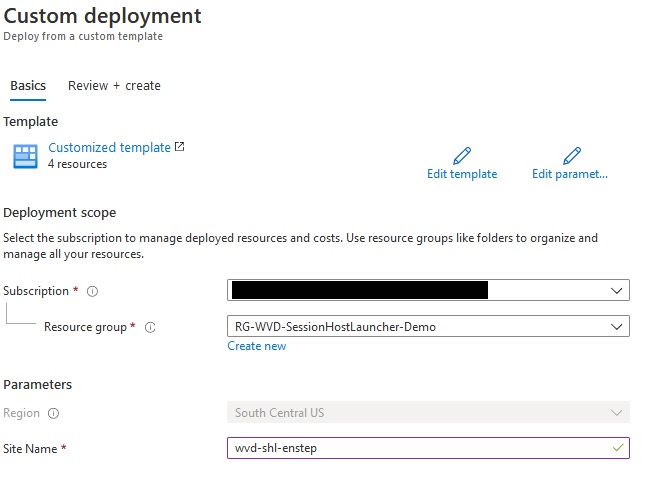 Custom deployment
Deploy from a custom template
Basics Review + create
Template
Customized template
4 resources
Edit template Edit paramet...
Deployment scope
Select the subscription to manage deployed resources and costs. Use resource groups like folders to organize and
manage all your resources.
Subscription *
Resource group * RG-WVD-SessionHostLauncher-Demo
Create new
Parameters
Region South Central US
Site Name * wvd-shl-enstep